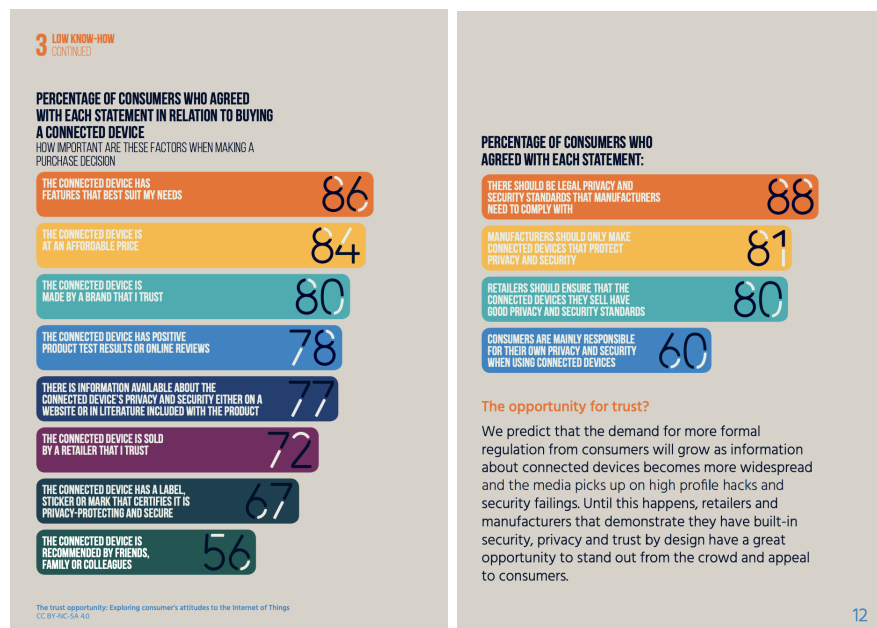 3 LOW KNOW-HOW
CONTINUED
PERCENTAGE OF CONSUMERS WHO AGREED
WITH EACH STATEMENT IN RELATION TO BUYING
A CONNECTED DEVICE
HOW IMPORTANT ARE THESE FACTORS WHEN MAKING A
PURCHASE DECISION
THE CONNECTED DEVICE HAS
FEATURES THAT BEST SUIT MY NEEDS
86
THE CONNECTED DEVICE IS
AT AN AFFORDABLE PRICE
84
THE CONNECTED DEVICE IS
MADE BY A BRAND THAT I TRUST
80
THE CONNECTED DEVICE HAS POSITIVE
PRODUCT TEST RESULTS OR ONLINE REVIEWS
78
THERE IS INFORMATION AVAILABLE ABOUT THE
CONNECTED DEVICE'S PRIVACY AND SECURITY EITHER ON A
WEBSITE OR IN LITERATURE INCLUDED WITH THE PRODUCT
77
THE CONNECTED DEVICE IS SOLD
BY A RETAILER THAT I TRUST
72
THE CONNECTED DEVICE HAS A LABEL,
STICKER OR MARK THAT CERTIFIES IT IS
PRIVACY-PROTECTING AND SECURE
67
THE CONNECTED DEVICE IS
RECOMMENDED BY FRIENDS,
FAMILY OR COLLEAGUES
56
The trust opportunity: Exploring consumer's attitudes to the Internet of Things
CC BY-NC-SA 4.0
PERCENTAGE OF CONSUMERS WHO
AGREED WITH EACH STATEMENT:
THERE SHOULD BE LEGAL PRIVACY AND
SECURITY STANDARDS THAT MANUFACTURERS
NEED TO COMPLY WITH
88
MANUFACTURERS SHOULD ONLY MAKE
CONNECTED DEVICES THAT PROTECT
PRIVACY AND SECURITY
81
RETAILERS SHOULD ENSURE THAT THE
CONNECTED DEVICES THEY SELL HAVE
GOOD PRIVACY AND SECURITY STANDARDS
80
CONSUMERS ARE MAINLY RESPONSIBLE
FOR THEIR OWN PRIVACY AND SECURITY
WHEN USING CONNECTED DEVICES
60
The opportunity for trust?
We predict that the demand for more formal
regulation from consumers will grow as information
about connected devices becomes more widespread
and the media picks up on high profile hacks and
security failings. Until this happens, retailers and
manufacturers that demonstrate they have built-in
security, privacy and trust by design have a great
opportunity to stand out from the crowd and appeal
to consumers.
12